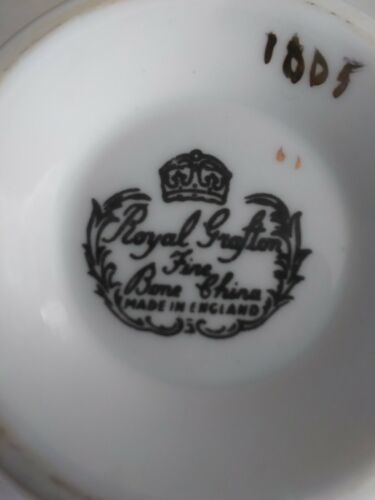 1805
Royal Grafton
Fine
Bone China
MADE IN ENGLAND